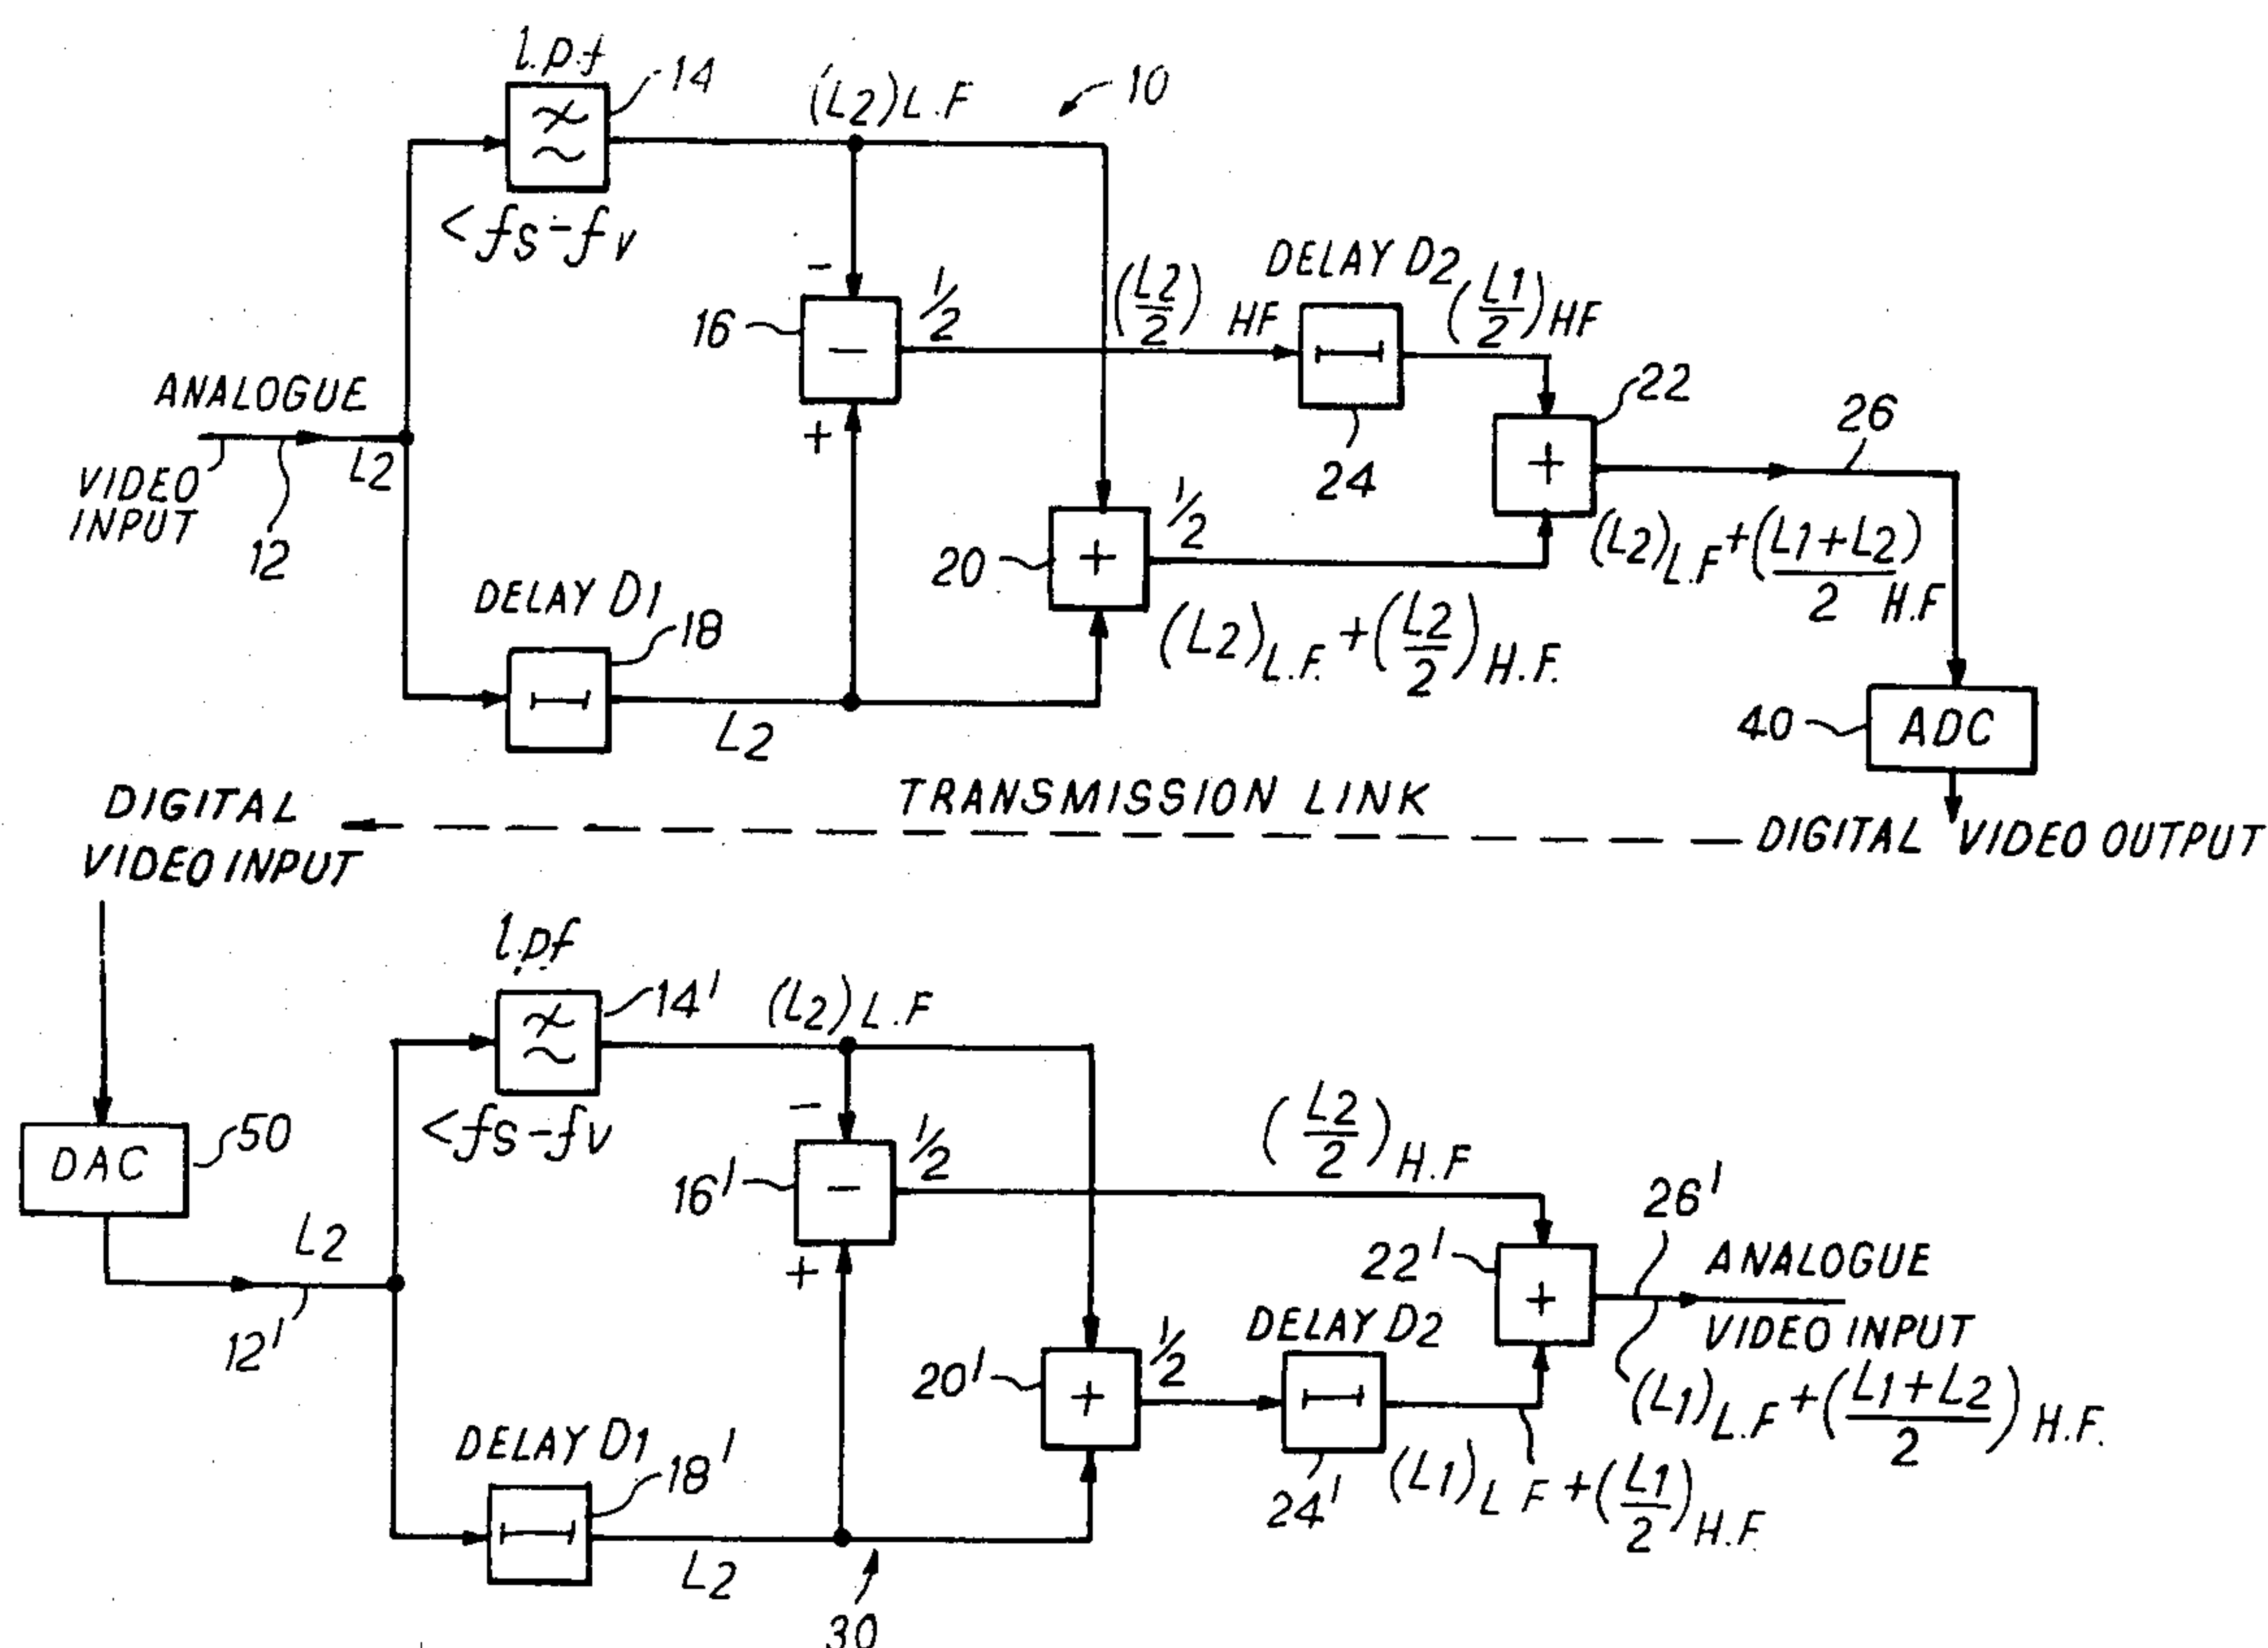 l.p.f
14
(L2)L.F
10
<fs-fv
-
1/2
(L2/2) HF
DELAY D2
(L1/2)HF
16
-
22
ANALOGUE
26
+
+
L2
VIDEO
INPUT
24
12
1/2
20
+
(L2)L.F+(L1+L2)/2 H.F
DELAY D1
18
(L2)L.F.+(L2/2)H.F.
L2
40
ADC
TRANSMISSION LINK
DIGITAL
VIDEO INPUT
DIGITAL VIDEO OUTPUT
l.p.f
14'
(L2)L.F
<fs-fv
-
1/2
(L2/2)H.F
50
DAC
16'
-
26'
L2
+
22'
+
ANALOGUE
12'
DELAY D2
VIDEO INPUT
1/2
20'
+
(L1)L.F+(L1+L2/2)H.F.
DELAY D1
18'
24'
(L1)L F+(L1/2)H.F.
L2
30